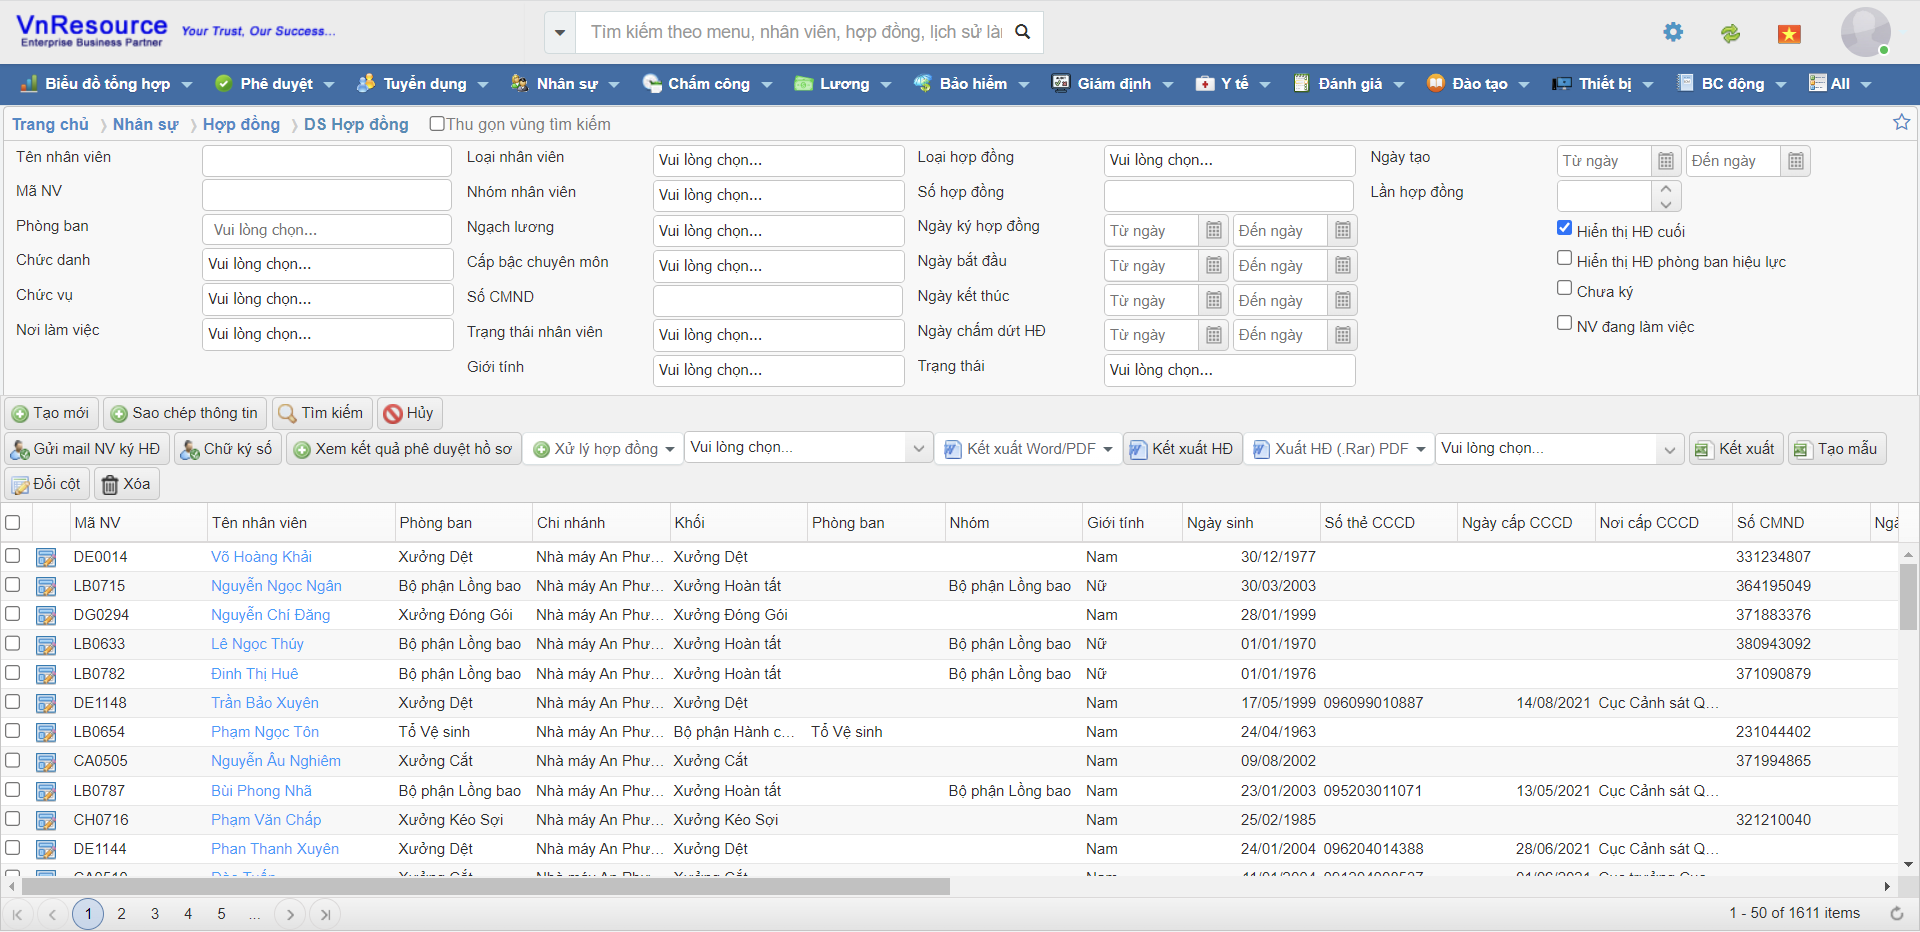 VnResource
Enterprise Business Partner
Your Trust, Our Success...
Tìm kiếm theo menu, nhân viên, hợp đồng, lịch sử làı
Biểu đồ tổng hợp Phê duyệt Tuyển dụng Nhân sự Chấm công Lương Bảo hiểm Giám định Y tế Đánh giá Đào tạo Thiết bị BC động All
Trang chủ Nhân sự Hợp đồng DS Hợp đồng Thu gọn vùng tìm kiếm
Tên nhân viên Loại nhân viên Vui lòng chọn... Loại hợp đồng Vui lòng chọn... Ngày tạo Từ ngày Đến ngày
Mã NV Nhóm nhân viên Vui lòng chọn... Số hợp đồng Lần hợp đồng
Phòng ban Vui lòng chọn... Ngạch lương Vui lòng chọn... Ngày ký hợp đồng Từ ngày Đến ngày Hiển thị HĐ cuối
Chức danh Vui lòng chọn... Cấp bậc chuyên môn Vui lòng chọn... Ngày bắt đầu Từ ngày Đến ngày Hiển thị HĐ phòng ban hiệu lực
Chức vụ Vui lòng chọn... Số CMND Ngày kết thúc Từ ngày Đến ngày Chưa ký
Nơi làm việc Vui lòng chọn... Trạng thái nhân viên Vui lòng chọn... Ngày chấm dứt HĐ Từ ngày Đến ngày NV đang làm việc
Giới tính Vui lòng chọn... Trạng thái Vui lòng chọn...
Tạo mới Sao chép thông tin Tìm kiếm Hủy
Gửi mail NV ký HĐ Chữ ký số Xem kết quả phê duyệt hồ sơ Xử lý hợp đồng Vui lòng chọn... Kết xuất Word/PDF Kết xuất HĐ Xuất HĐ (.Rar) PDF Vui lòng chọn... Kết xuất Tạo mẫu
Đổi cột Xóa
Mã NV Tên nhân viên Phòng ban Chi nhánh Khối Phòng ban Nhóm Giới tính Ngày sinh Số thẻ CCCD Ngày cấp CCCD Nơi cấp CCCD Số CMND Ngà
DE0014 Võ Hoàng Khải Xưởng Dệt Nhà máy An Phư... Xưởng Dệt Nam 30/12/1977 331234807
LB0715 Nguyễn Ngọc Ngân Bộ phận Lồng bao Nhà máy An Phư... Xưởng Hoàn tất Bộ phận Lồng bao Nữ 30/03/2003 364195049
DG0294 Nguyễn Chí Đăng Xưởng Đóng Gói Nhà máy An Phư... Xưởng Đóng Gói Nam 28/01/1999 371883376
LB0633 Lê Ngọc Thúy Bộ phận Lồng bao Nhà máy An Phư... Xưởng Hoàn tất Bộ phận Lồng bao Nữ 01/01/1970 380943092
LB0782 Đinh Thị Huê Bộ phận Lồng bao Nhà máy An Phư... Xưởng Hoàn tất Bộ phận Lồng bao Nữ 01/01/1976 371090879
DE1148 Trần Bảo Xuyên Xưởng Dệt Nhà máy An Phư... Xưởng Dệt Nam 17/05/1999 096099010887 14/08/2021 Cục Cảnh sát Q...
LB0654 Phạm Ngọc Tôn Tổ Vệ sinh Nhà máy An Phư... Bộ phận Hành c... Tổ Vệ sinh Nam 24/04/1963 231044402
CA0505 Nguyễn Âu Nghiêm Xưởng Cắt Nhà máy An Phư... Xưởng Cắt Nam 09/08/2002 371994865
LB0787 Bùi Phong Nhã Bộ phận Lồng bao Nhà máy An Phư... Xưởng Hoàn tất Bộ phận Lồng bao Nam 23/01/2003 095203011071 13/05/2021 Cục Cảnh sát Q...
CH0716 Phạm Văn Chấp Xưởng Kéo Sợi Nhà máy An Phư... Xưởng Kéo Sợi Nam 25/02/1985 321210040
DE1144 Phan Thanh Xuyên Xưởng Dệt Nhà máy An Phư... Xưởng Dệt Nam 24/01/2004 096204014388 28/06/2021 Cục Cảnh sát Q...
1 2 3 4 5 ... 1 - 50 of 1611 items